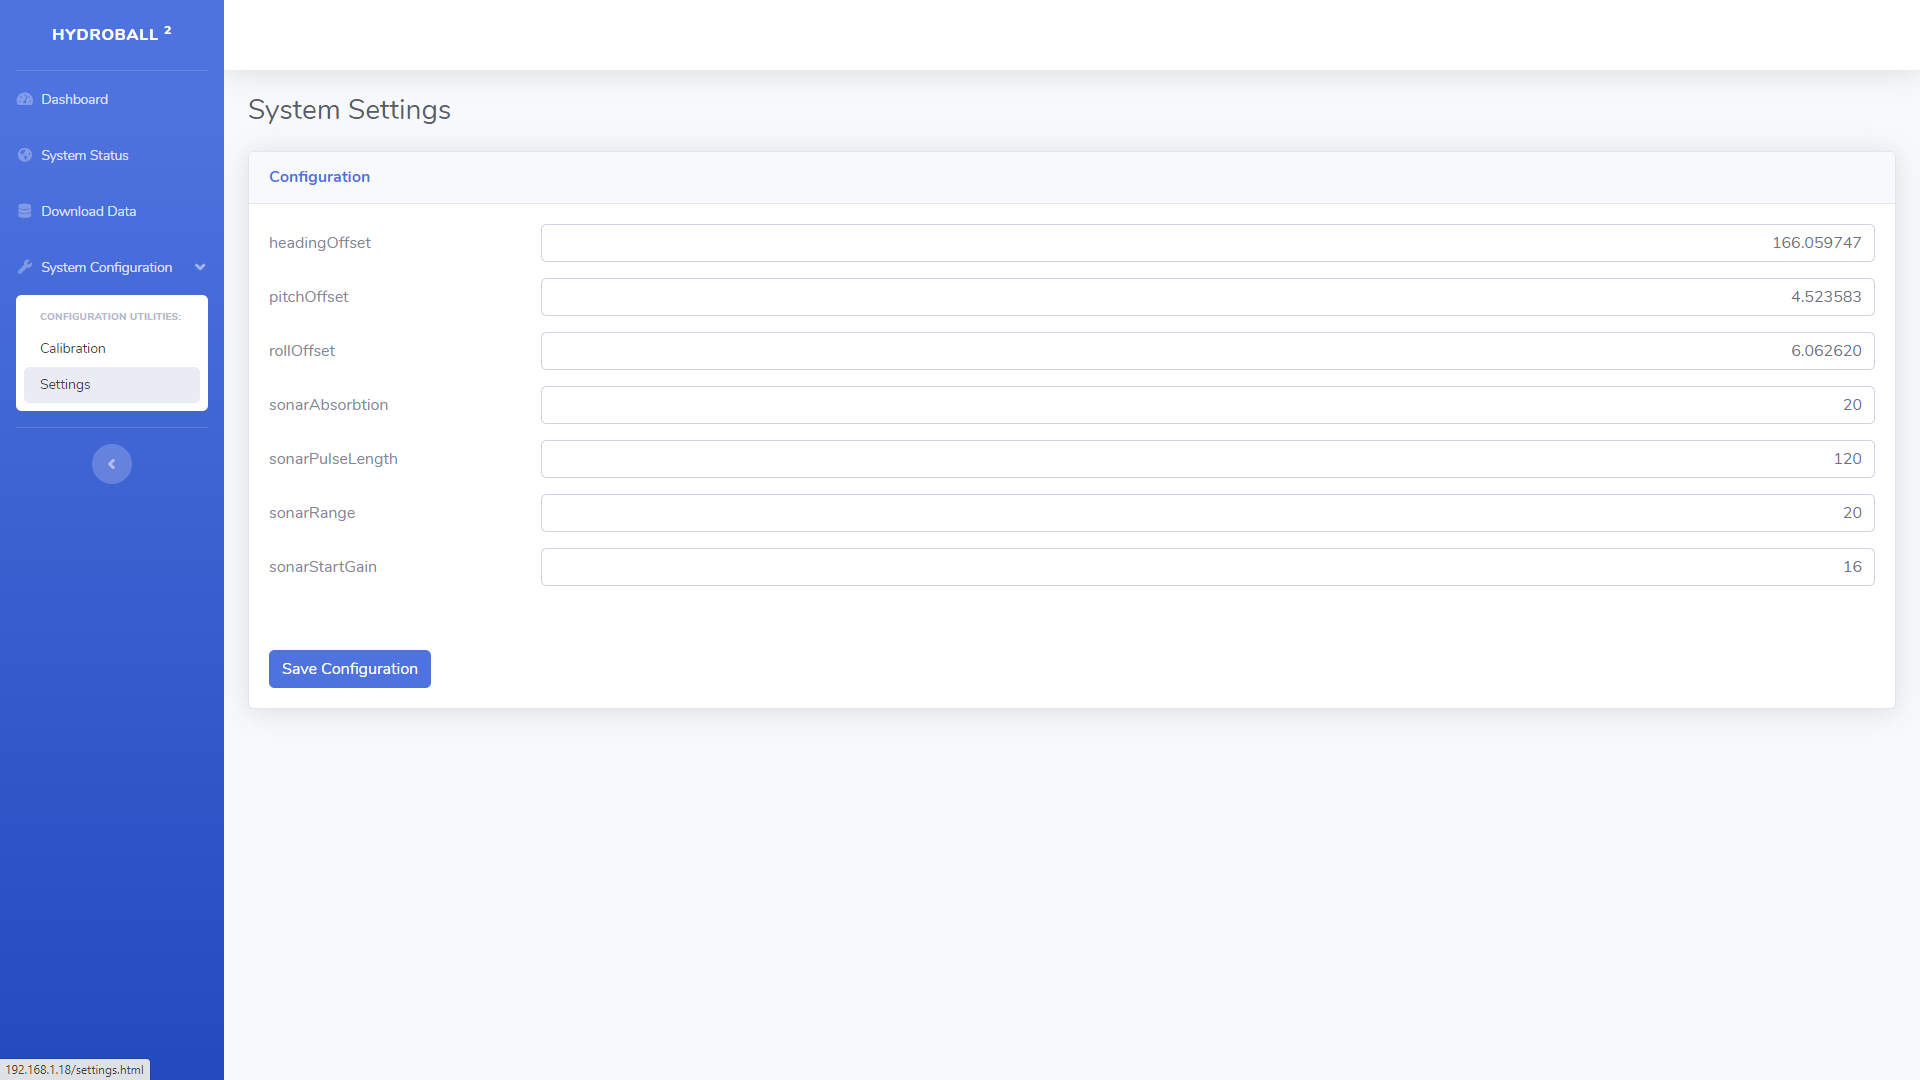 HYDROBALL 2
Dashboard
System Status
Download Data
System Configuration
CONFIGURATION UTILITIES:
Calibration
Settings
System Settings
Configuration
headingOffset 166.059747
pitchOffset 4.523583
rollOffset 6.062620
sonarAbsorbtion 20
sonarPulseLength 120
sonarRange 20
sonarStartGain 16
Save Configuration
192.168.1.18/settings.html